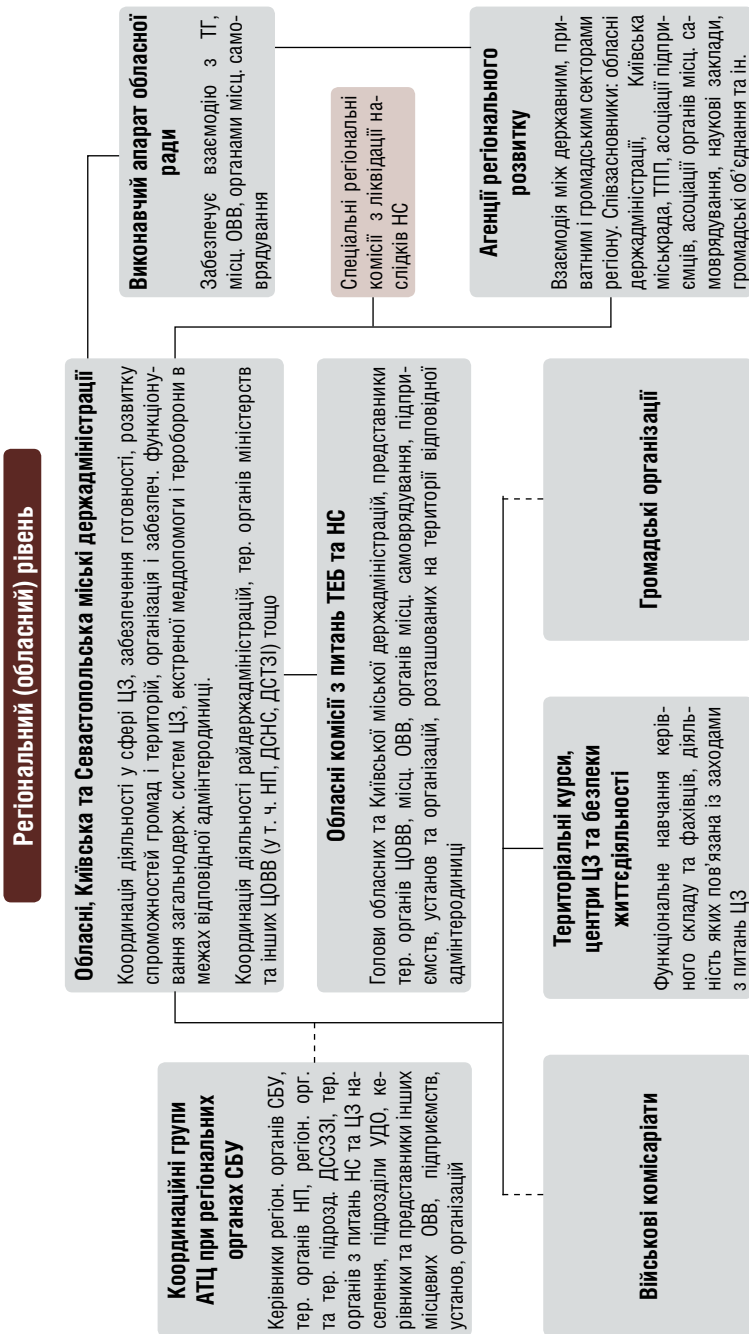 Регіональний (обласний) рівень
Обласні, Київська та Севастопольська міські держадміністрації
Координація діяльності у сфері ЦЗ, забезпечення готовності, розвитку
спроможностей громад і територій, організація і забезпеч. функціону-
вання загальнодерж. систем ЦЗ, екстреної меддопомоги і тероборони в
межах відповідної адмінтеродиниці.
Координація діяльності райдержадміністрацій, тер. органів міністерств
та інших ЦОВВ (у т. ч. НП, ДСНС, ДСТЗІ) тощо
Виконавчий апарат обласної
ради
Забезпечує взаємодію з ТГ,
місц. ОВВ, органами місц. само-
врядування
Спеціальні регіональні
комісії з ліквідації на-
слідків НС
Координаційні групи
АТЦ при регіональних
органах СБУ
Керівники регіон. органів СБУ,
тер. органів НП, регіон. орг.
та тер. підрозд. ДССЗЗІ, тер.
органів з питань НС та ЦЗ на-
селення, підрозділи УДО, ке-
рівники та представники інших
місцевих ОВВ, підприємств,
установ, організацій
Обласні комісії з питань ТЕБ та НС
Голови обласних та Київської міської держадміністрацій, представники
тер. органів ЦОВВ, місц. ОВВ, органів місц. самоврядування, підпри-
ємств, установ та організацій, розташованих на території відповідної
адмінтеродиниці
Агенції регіонального
розвитку
Взаємодія між державним, при-
ватним і громадським секторами
регіону. Співзасновники: обласні
держадміністрації, Київська
міськрада, ТПП, асоціації підпри-
ємців, асоціації органів місц. са-
моврядування, наукові заклади,
громадські об’єднання та ін.
Військові комісаріати
Територіальні курси,
центри ЦЗ та безпеки
життєдіяльності
Функціональне навчання керів-
ного складу та фахівців, діяль-
ність яких пов’язана із заходами
з питань ЦЗ
Громадські організації